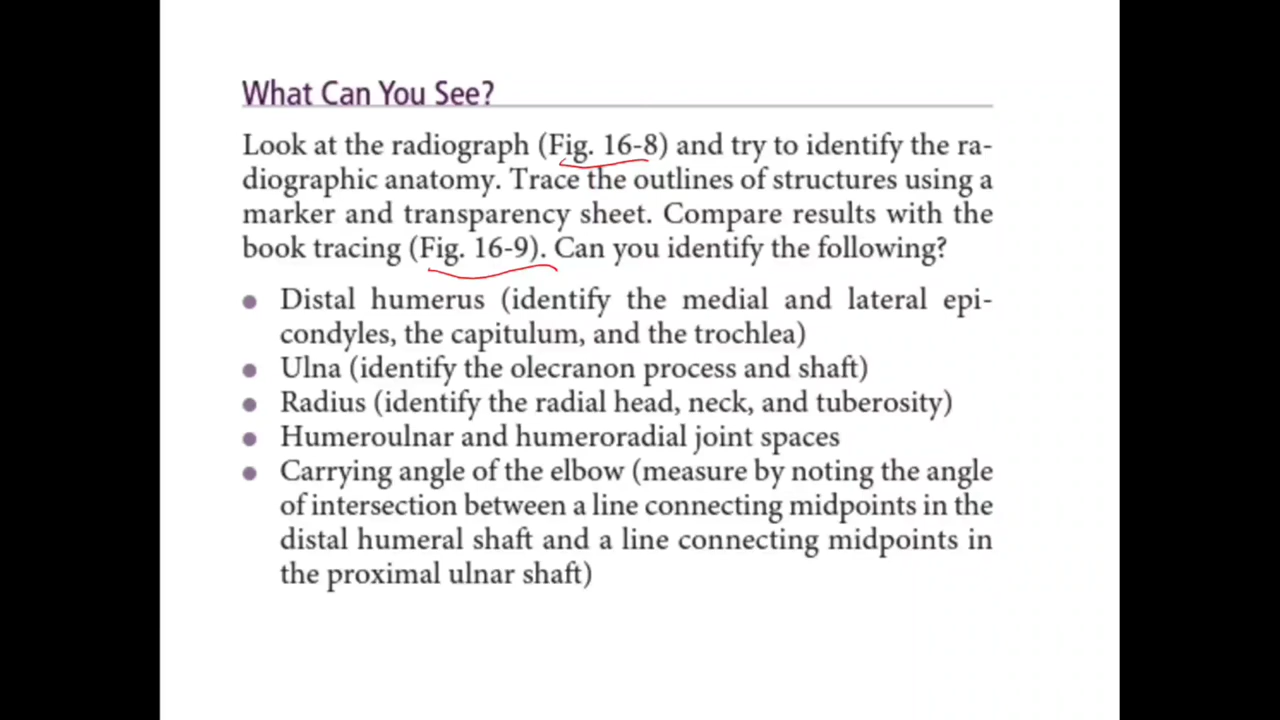 What Can You See?
Look at the radiograph (Fig. 16-8) and try to identify the ra-
diographic anatomy. Trace the outlines of structures using a
marker and transparency sheet. Compare results with the
book tracing (Fig. 16-9). Can you identify the following?
● Distal humerus (identify the medial and lateral epi-
condyles, the capitulum, and the trochlea)
● Ulna (identify the olecranon process and shaft)
● Radius (identify the radial head, neck, and tuberosity)
● Humeroulnar and humeroradial joint spaces
● Carrying angle of the elbow (measure by noting the angle
of intersection between a line connecting midpoints in the
distal humeral shaft and a line connecting midpoints in
the proximal ulnar shaft)